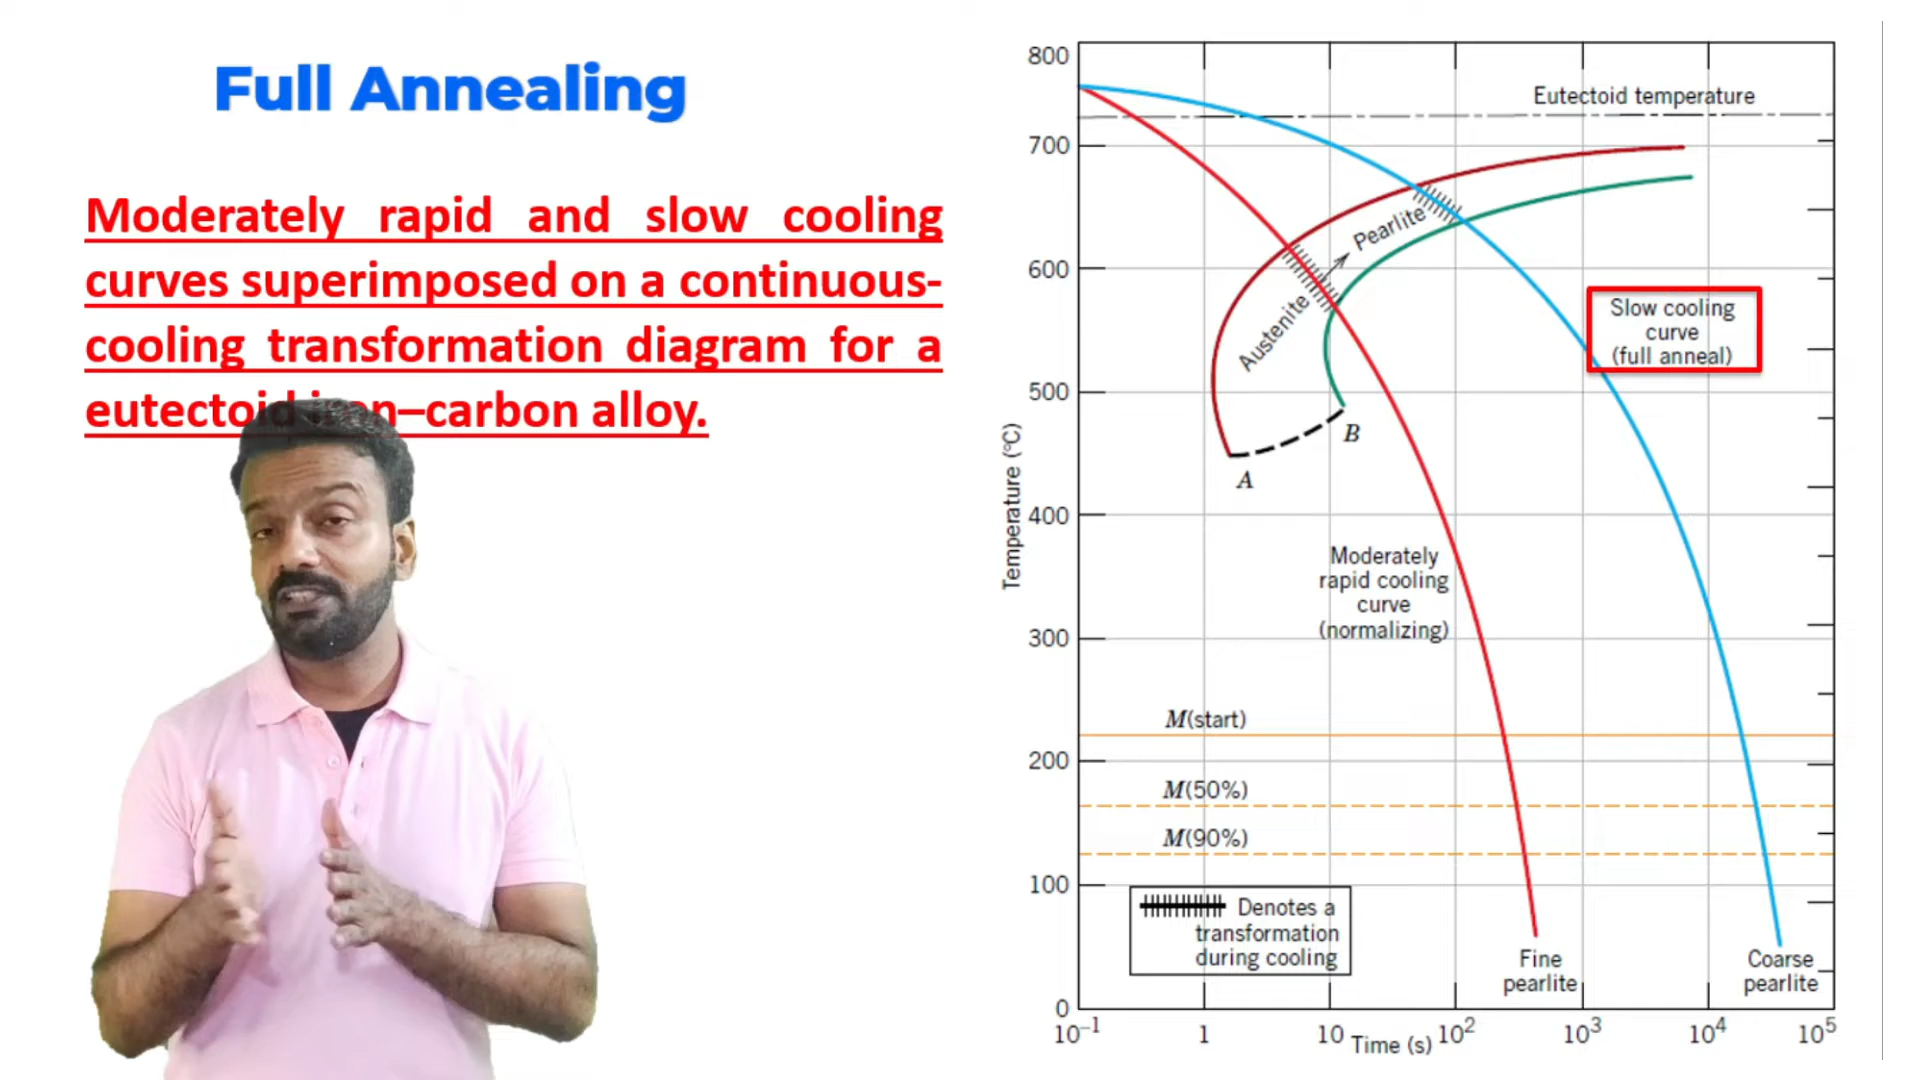 Full Annealing
Moderately rapid and slow cooling
curves superimposed on a continuous-
cooling transformation diagram for a
eutectoid iron–carbon alloy.
800
700
600
500
400
300
200
100
0
Temperature (°C)
Eutectoid temperature
Pearlite
Austenite
Slow cooling
curve
(full anneal)
B
A
Moderately
rapid cooling
curve
(normalizing)
M(start)
M(50%)
M(90%)
Denotes a
transformation
during cooling
Fine
pearlite
Coarse
pearlite
10⁻¹ 1 10 10² 10³ 10⁴ 10⁵
Time (s)